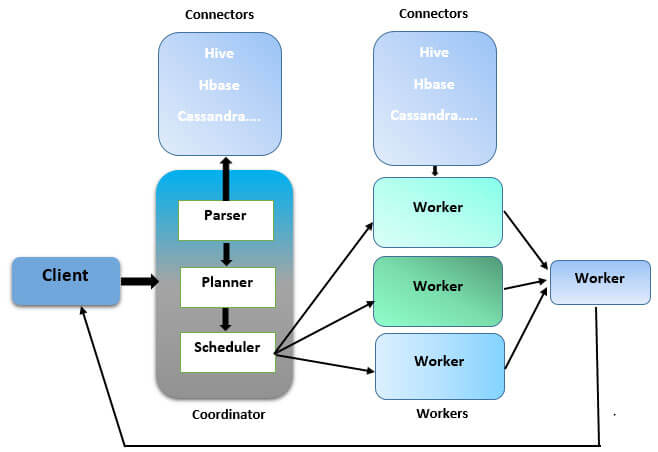 Connectors
Connectors
Hive
Hbase
Cassandra....
Hive
Hbase
Cassandra.....
Parser
Planner
Scheduler
Coordinator
Client
Worker
Worker
Worker
Workers
Worker